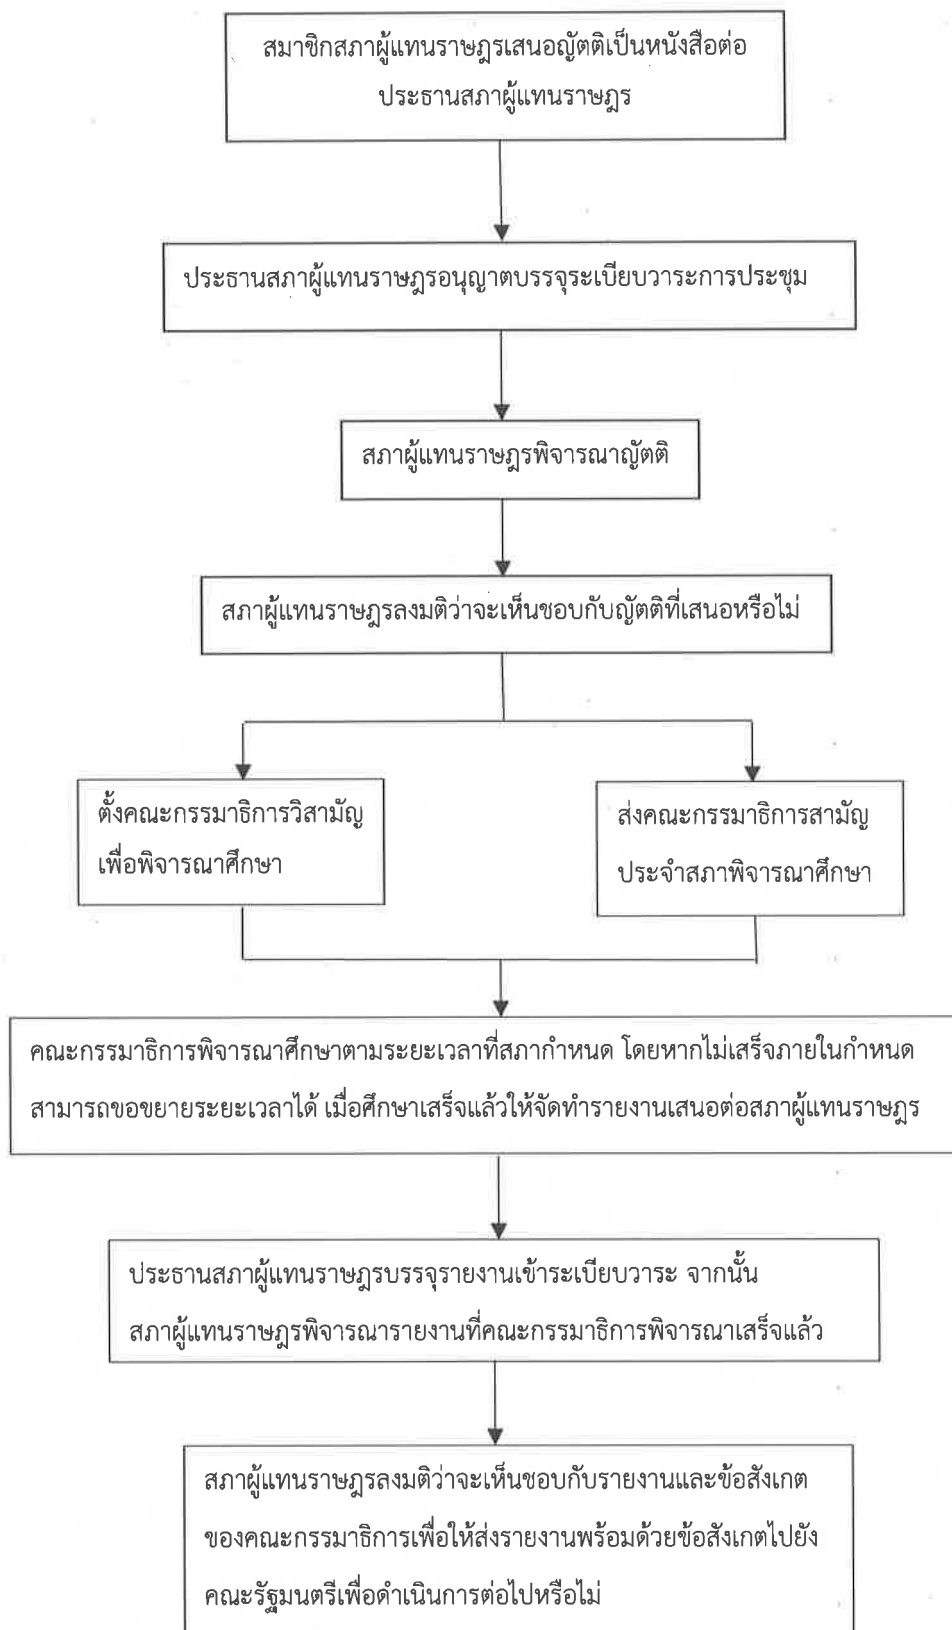 สมาชิกสภาผู้แทนราษฎรเสนอญัตติเป็นหนังสือต่อ
ประธานสภาผู้แทนราษฎร
ประธานสภาผู้แทนราษฎรอนุญาตบรรจุระเบียบวาระการประชุม
สภาผู้แทนราษฎรพิจารณาญัตติ
สภาผู้แทนราษฎรลงมติว่าจะเห็นชอบกับญัตติที่เสนอหรือไม่
ตั้งคณะกรรมาธิการวิสามัญ
เพื่อพิจารณาศึกษา
ส่งคณะกรรมาธิการสามัญ
ประจำสภาพิจารณาศึกษา
คณะกรรมาธิการพิจารณาศึกษาตามระยะเวลาที่สภากำหนด โดยหากไม่เสร็จภายในกำหนด
สามารถขอขยายระยะเวลาได้ เมื่อศึกษาเสร็จแล้วให้จัดทำรายงานเสนอต่อสภาผู้แทนราษฎร
ประธานสภาผู้แทนราษฎรบรรจุรายงานเข้าระเบียบวาระ จากนั้น
สภาผู้แทนราษฎรพิจารณารายงานที่คณะกรรมาธิการพิจารณาเสร็จแล้ว
สภาผู้แทนราษฎรลงมติว่าจะเห็นชอบกับรายงานและข้อสังเกต
ของคณะกรรมาธิการเพื่อให้ส่งรายงานพร้อมด้วยข้อสังเกตไปยัง
คณะรัฐมนตรีเพื่อดำเนินการต่อไปหรือไม่